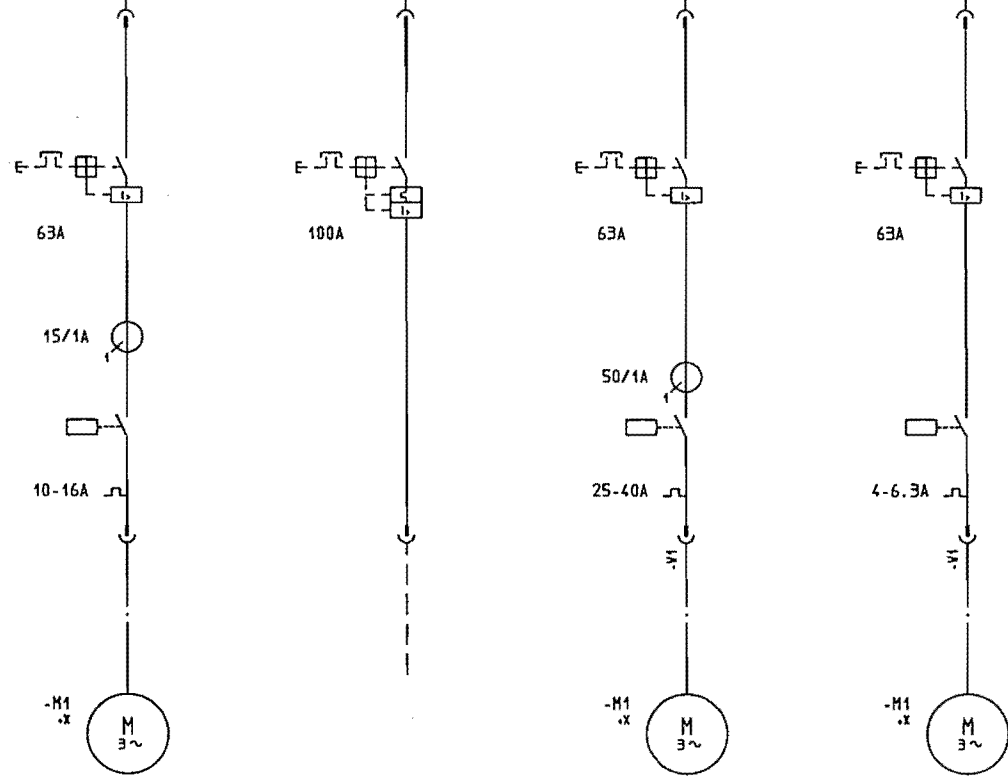 I> I> I> I>
63A 100A 63A 63A
15/1A
1
50/1A
1
10-16A 25-40A 4-6.3A
-V1 -V1
-M1 -M1 -M1
+X +X +X
M M M
3~ 3~ 3~